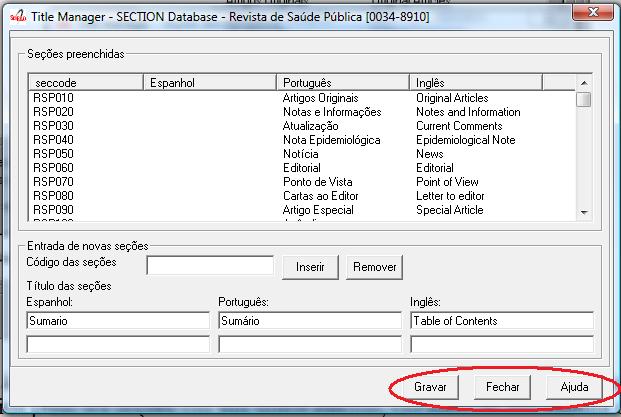 Title Manager - SECTION Database - Revista de Saúde Pública [0034-8910]
Seções preenchidas
seccode Espanhol Português Inglês
RSP010 Artigos Originais Original Articles
RSP020 Notas e Informações Notes and Information
RSP030 Atualização Current Comments
RSP040 Nota Epidemiológica Epidemiological Note
RSP050 Notícia News
RSP060 Editorial Editorial
RSP070 Ponto de Vista Point of View
RSP080 Cartas ao Editor Letter to editor
RSP090 Artigo Especial Special Article
Entrada de novas seções
Código das seções Inserir Remover
Título das seções
Espanhol: Português: Inglês:
Sumario Sumário Table of Contents
Gravar Fechar Ajuda